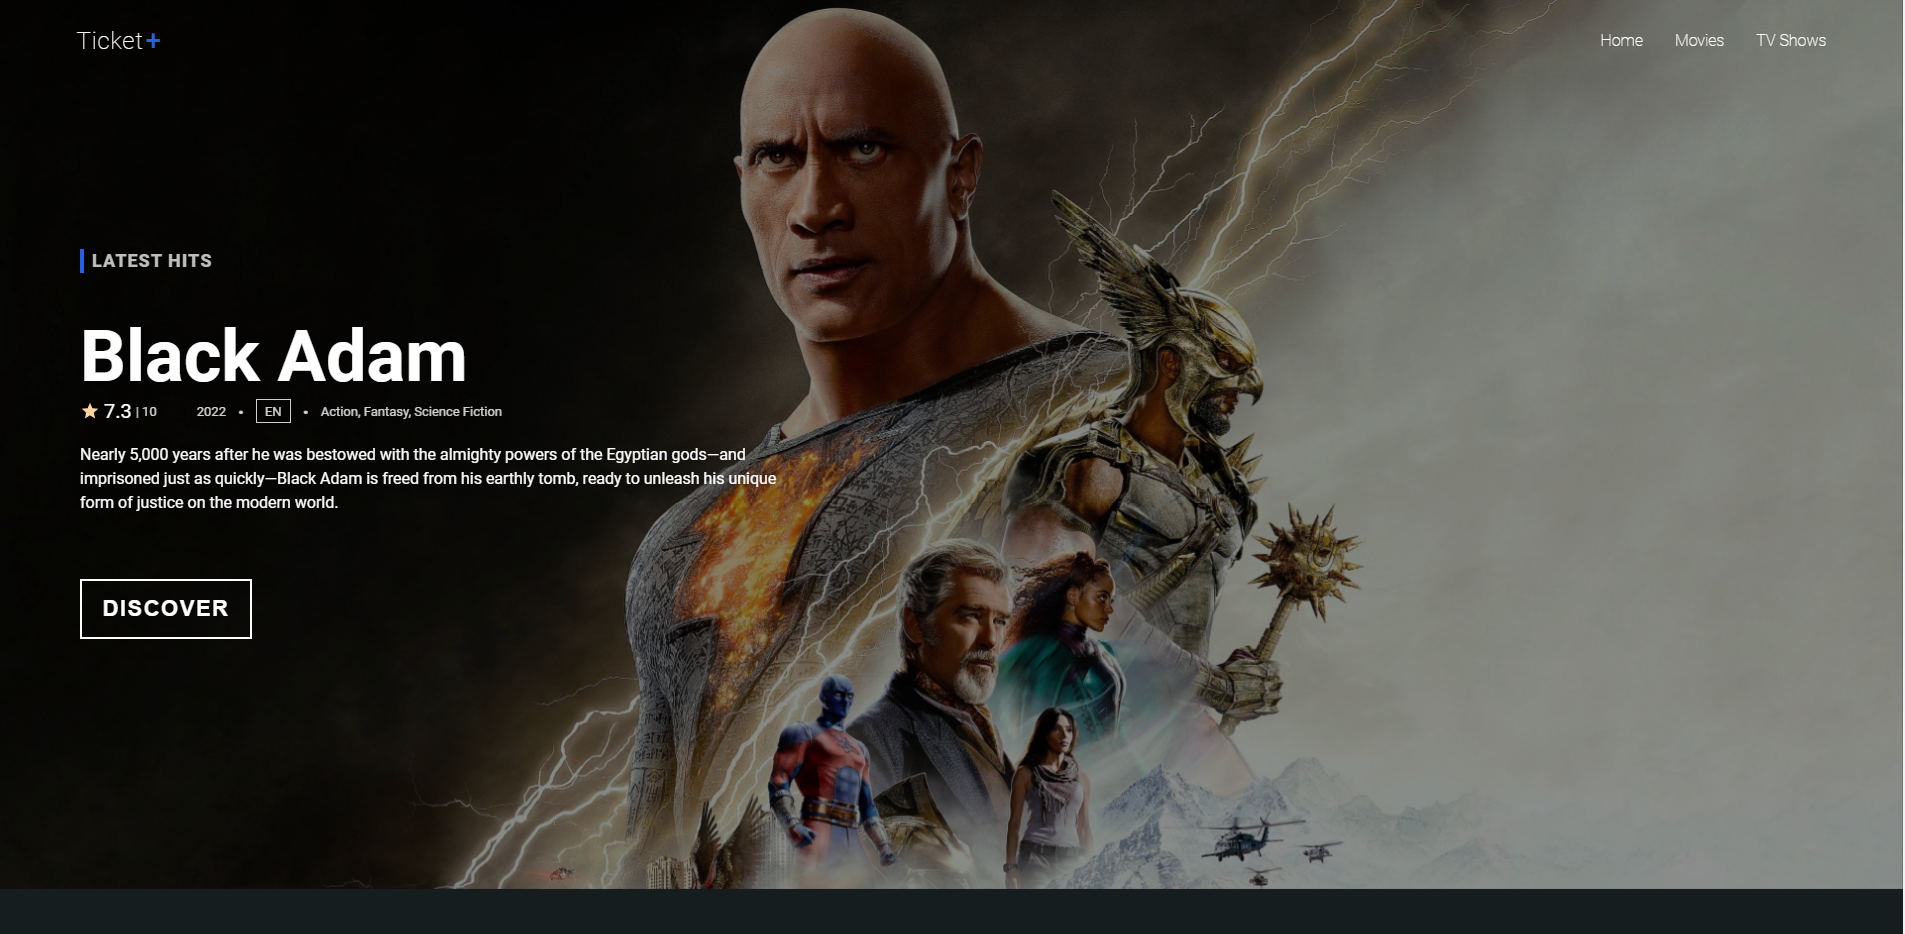 Ticket+
Home Movies TV Shows
LATEST HITS
Black Adam
7.3 | 10 2022 • EN • Action, Fantasy, Science Fiction
Nearly 5,000 years after he was bestowed with the almighty powers of the Egyptian gods—and
imprisoned just as quickly—Black Adam is freed from his earthly tomb, ready to unleash his unique
form of justice on the modern world.
DISCOVER